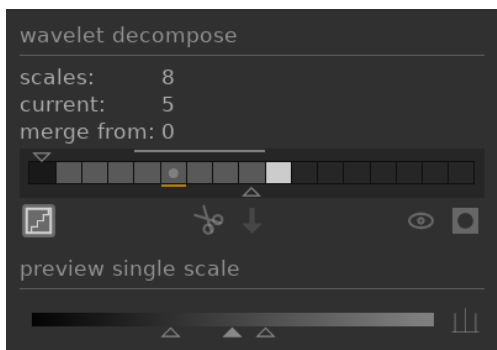 wavelet decompose
scales: 8
current: 5
merge from: 0
preview single scale